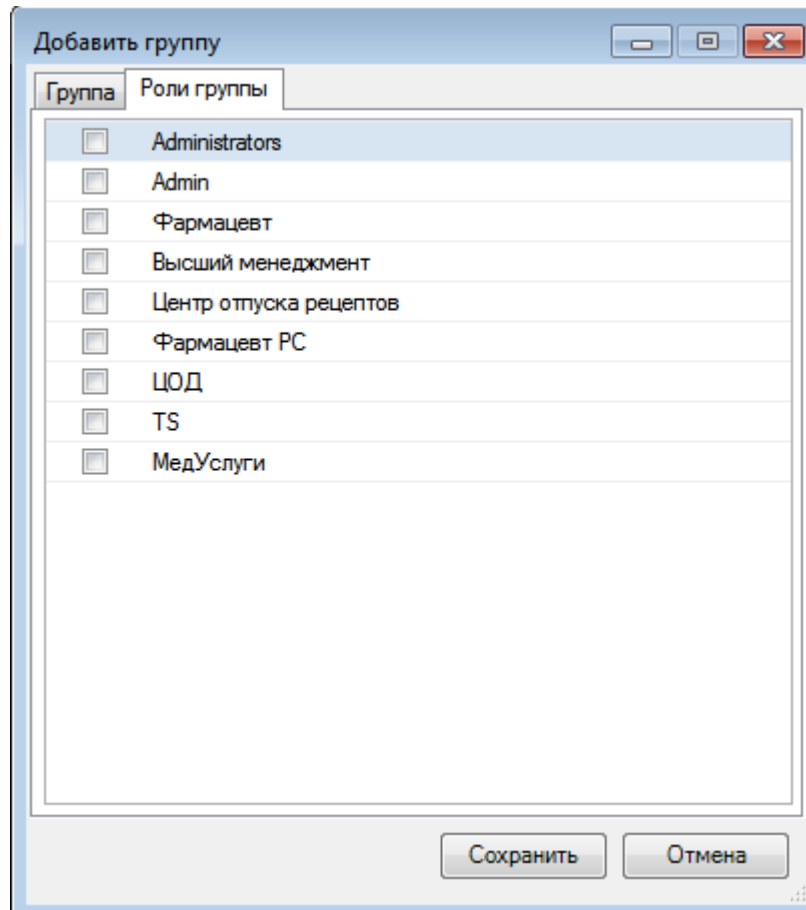 Добавить группу
Группа Роли группы
Administrators
Admin
Фармацевт
Высший менеджмент
Центр отпуска рецептов
Фармацевт РС
ЦОД
TS
МедУслуги
Сохранить Отмена